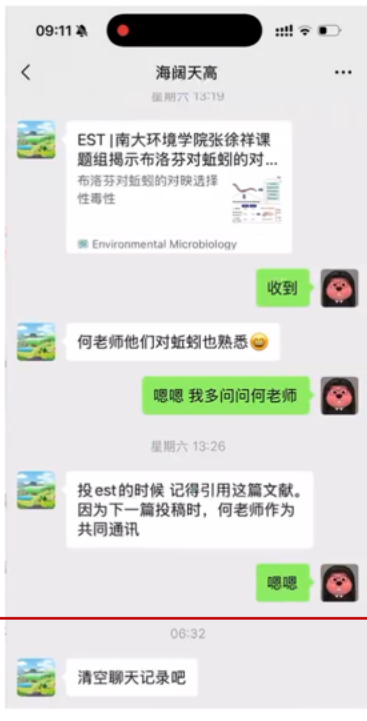 09:11
海阔天高
星期六 13:19
EST |南大环境学院张徐祥课
题组揭示布洛芬对蚯蚓的对...
布洛芬对蚯蚓的对映选择
性毒性
Environmental Microbiology
收到
何老师他们对蚯蚓也熟悉😄
嗯嗯 我多问问何老师
星期六 13:26
投est的时候 记得引用这篇文献。
因为下一篇投稿时，何老师作为
共同通讯
嗯嗯
06:32
清空聊天记录吧